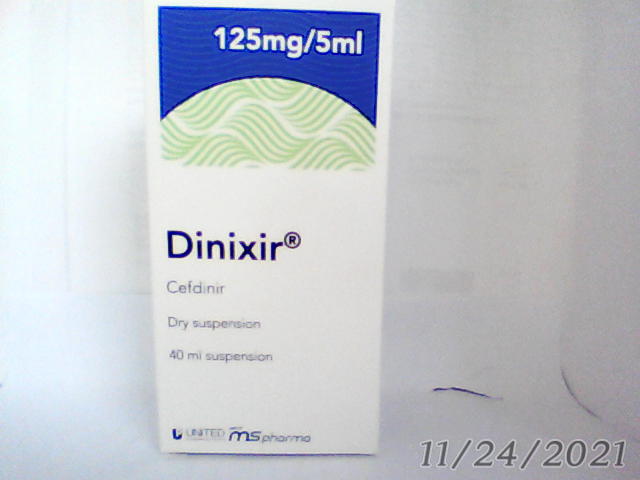 125mg/5ml
Dinixir®
Cefdinir
Dry suspension
40 ml suspension
UNITED ms pharma
11/24/2021